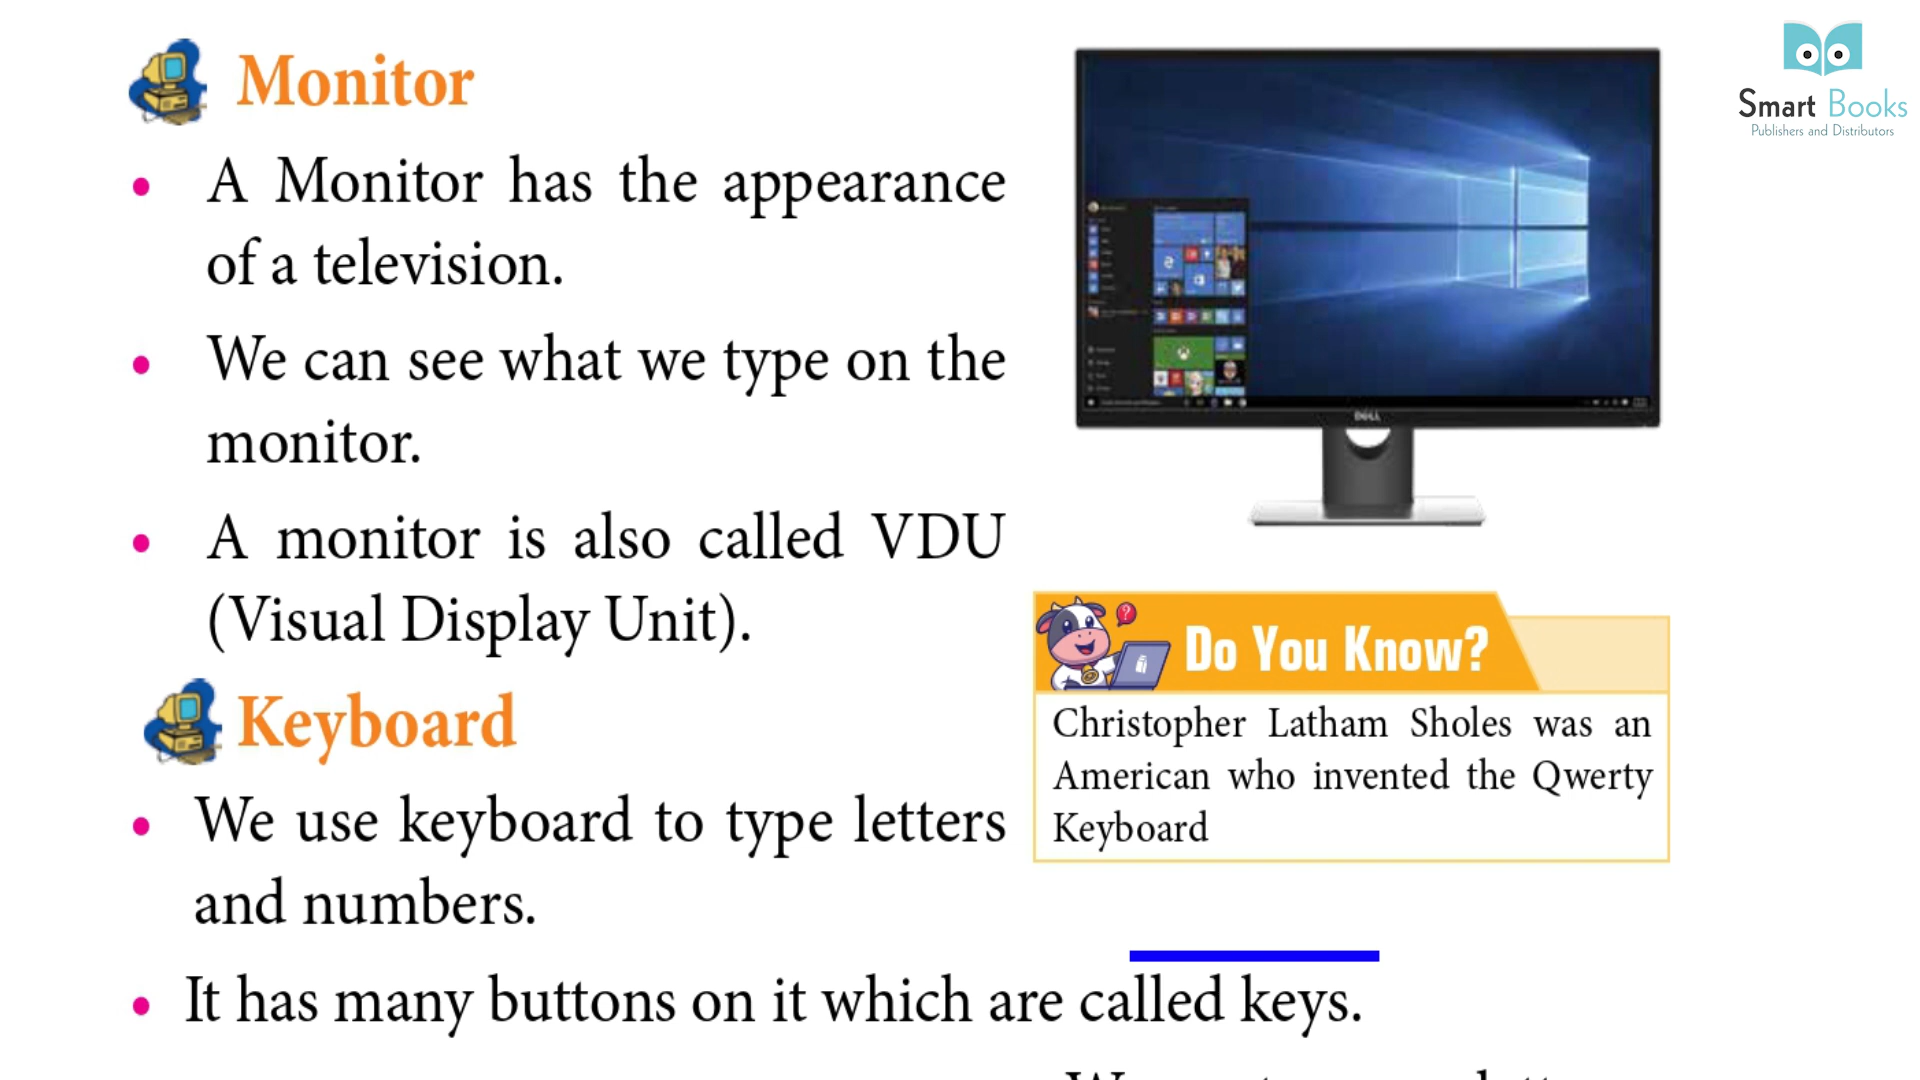 Monitor
A Monitor has the appearance
of a television.
We can see what we type on the
monitor.
A monitor is also called VDU
(Visual Display Unit).
Keyboard
We use keyboard to type letters
and numbers.
It has many buttons on it which are called keys.
DELL
Do You Know?
Christopher Latham Sholes was an
American who invented the Qwerty
Keyboard
Smart Books
Publishers and Distributors